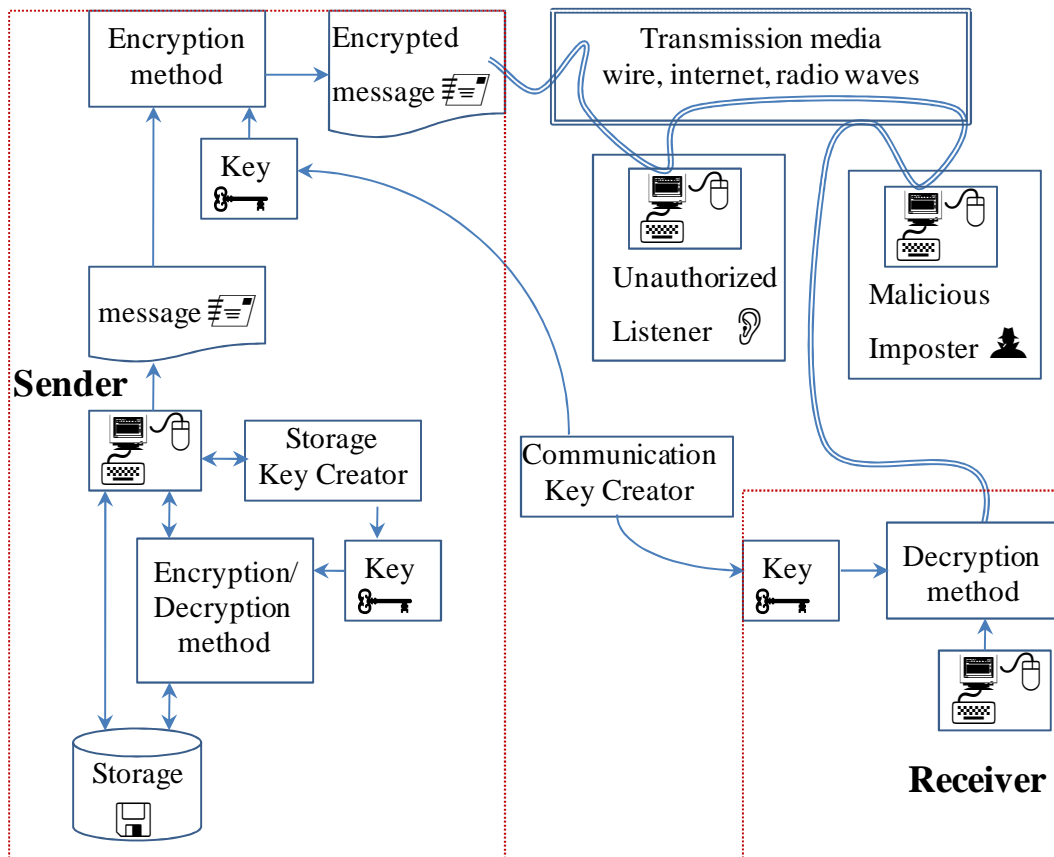 Encryption
method
Encrypted
message
Transmission media
wire, internet, radio waves
Key
Unauthorized
Listener
Malicious
Imposter
message
Sender
Storage
Key Creator
Communication
Key Creator
Encryption/
Decryption
method
Key
Key
Decryption
method
Storage
Receiver